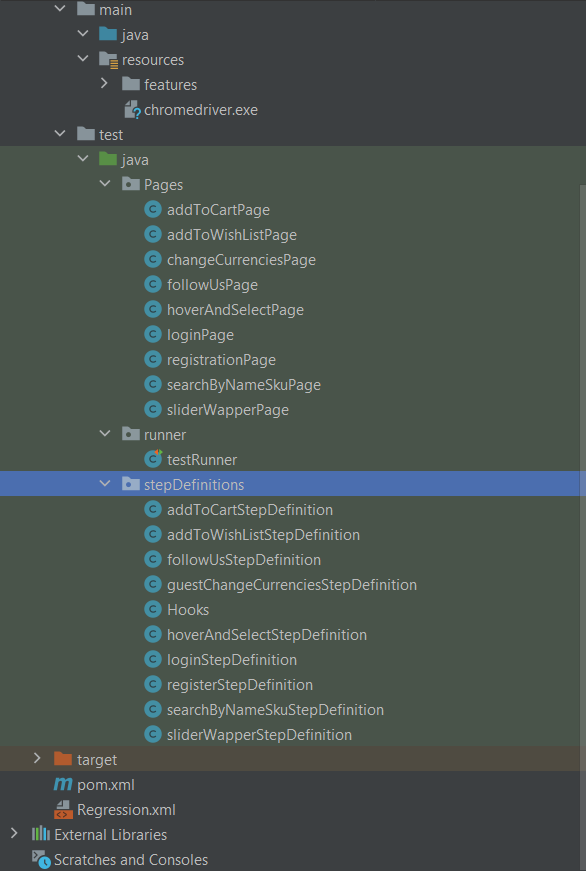 main
java
resources
features
chromedriver.exe
test
java
Pages
addToCartPage
addToWishListPage
changeCurrenciesPage
followUsPage
hoverAndSelectPage
loginPage
registrationPage
searchByNameSkuPage
sliderWapperPage
runner
testRunner
stepDefinitions
addToCartStepDefinition
addToWishListStepDefinition
followUsStepDefinition
guestChangeCurrenciesStepDefinition
Hooks
hoverAndSelectStepDefinition
loginStepDefinition
registerStepDefinition
searchByNameSkuStepDefinition
sliderWapperStepDefinition
target
pom.xml
Regression.xml
External Libraries
Scratches and Consoles